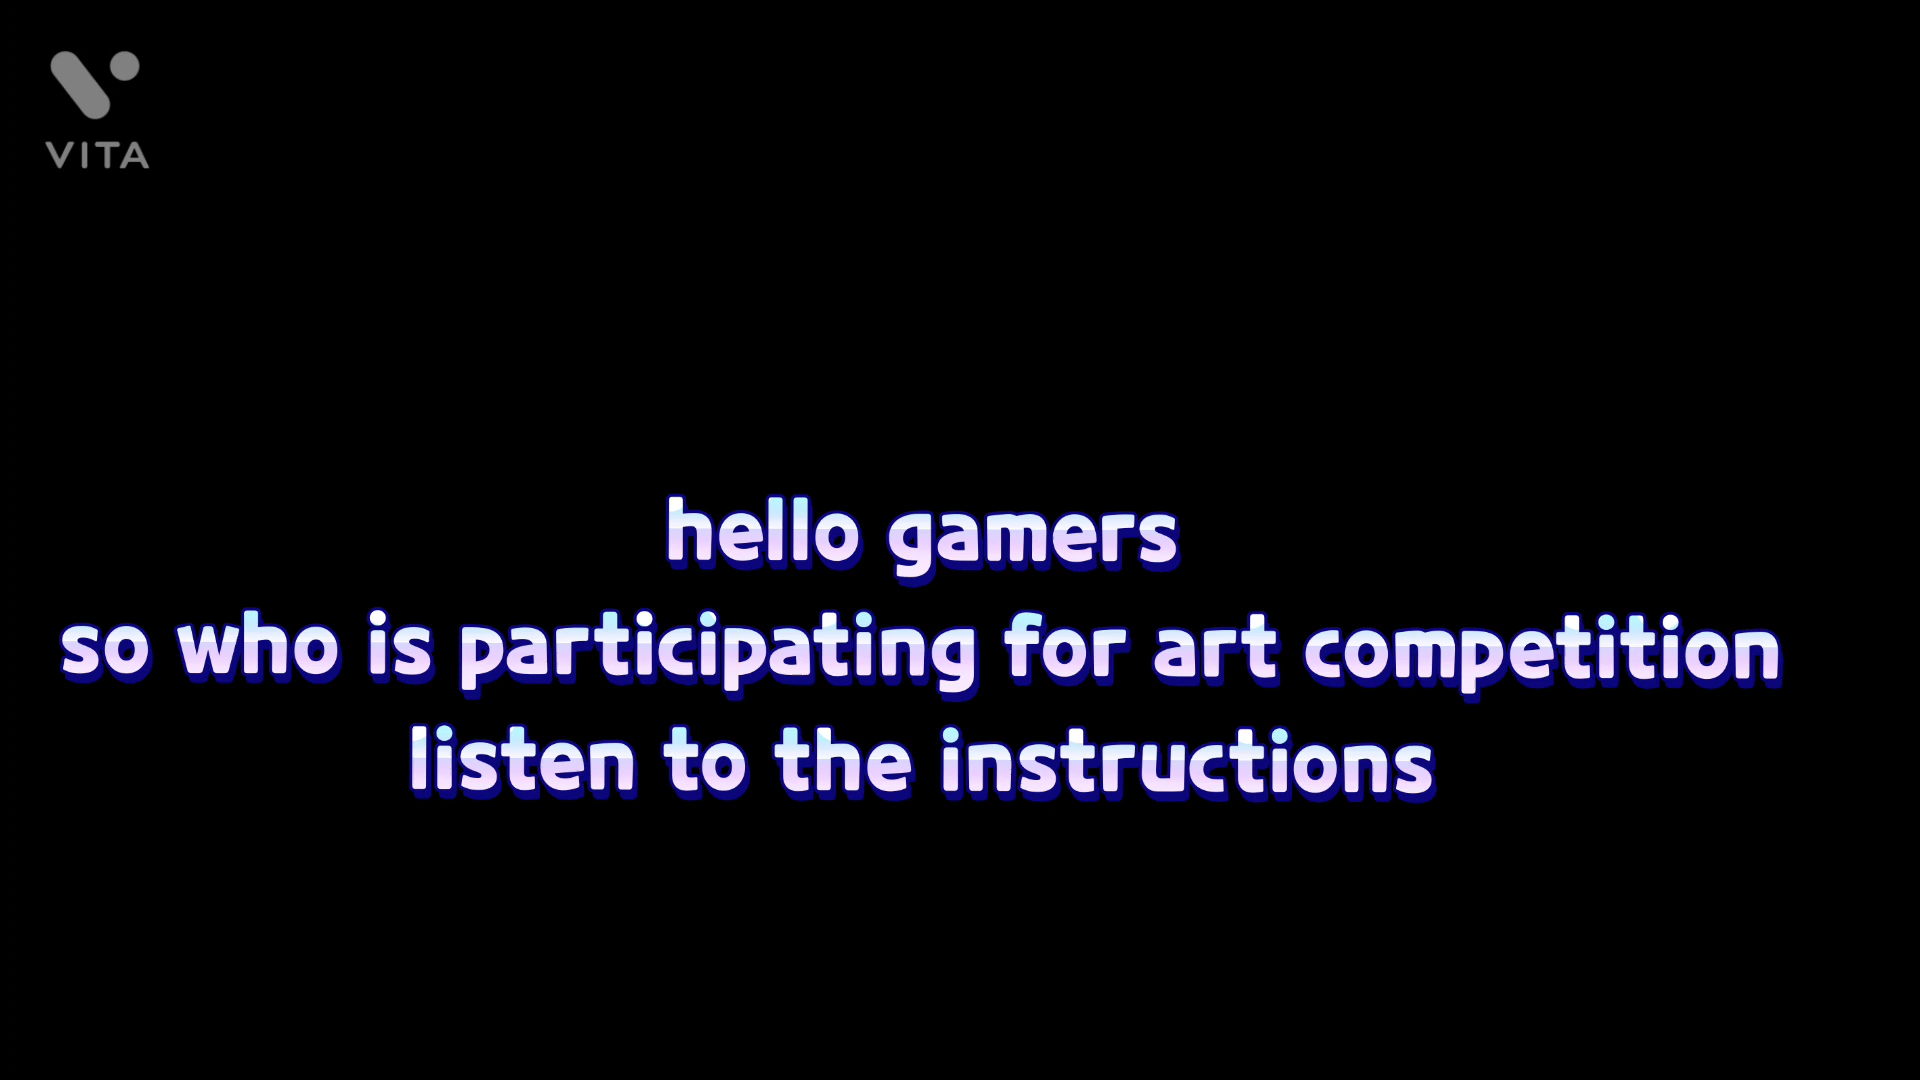 VITA
hello gamers
so who is participating for art competition
listen to the instructions